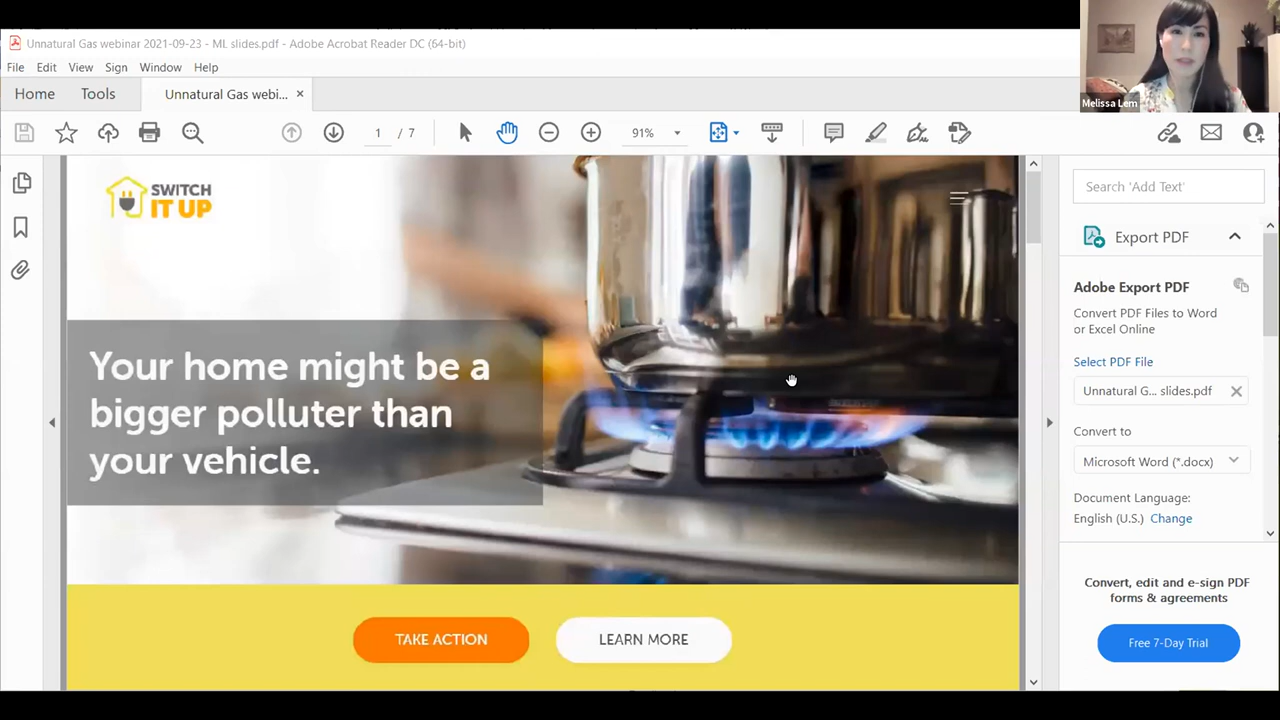 Unnatural Gas webinar 2021-09-23 - ML slides.pdf - Adobe Acrobat Reader DC (64-bit)
File Edit View Sign Window Help
Home Tools Unnatural Gas webi... ×
1 / 7 91%
Melissa Lem
SWITCH
IT UP
Your home might be a
bigger polluter than
your vehicle.
TAKE ACTION LEARN MORE
Search 'Add Text'
Export PDF
Adobe Export PDF
Convert PDF Files to Word
or Excel Online
Select PDF File
Unnatural G... slides.pdf
Convert to
Microsoft Word (*.docx)
Document Language:
English (U.S.) Change
Convert, edit and e-sign PDF
forms & agreements
Free 7-Day Trial